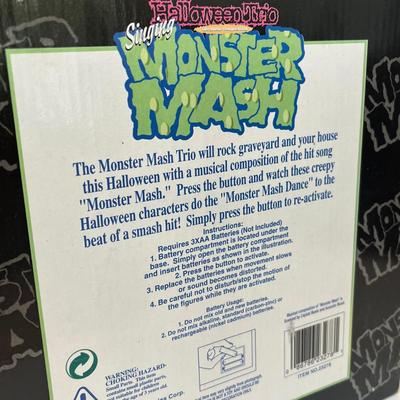 Halloween Trio
Singing
MONSTER
MASH
The Monster Mash Trio will rock graveyard and your house
this Halloween with a musical composition of the hit song
"Monster Mash." Press the button and watch these creepy
Halloween characters do the "Monster Mash Dance" to the
beat of a smash hit! Simply press the button to re-activate.
Instructions:
Requires 3XAA Batteries (Not Included)
1. Battery compartment is located under the
base. Simply open the battery compartment
and insert batteries as shown in the illustration.
2. Press the button to activate.
3. Replace the batteries when movement slows
or sound becomes distorted.
4. Be careful not to disturb/stop the motion of
the figures while they are activated.
Battery Usage:
1. Do not mix old and new batteries.
2. Do not mix alkaline, standard (carbon-zinc) or
rechargeable (nickel cadmium) batteries.
WARNING:
CHOKING HAZARD-
Small Parts. This item
ITEM NO.